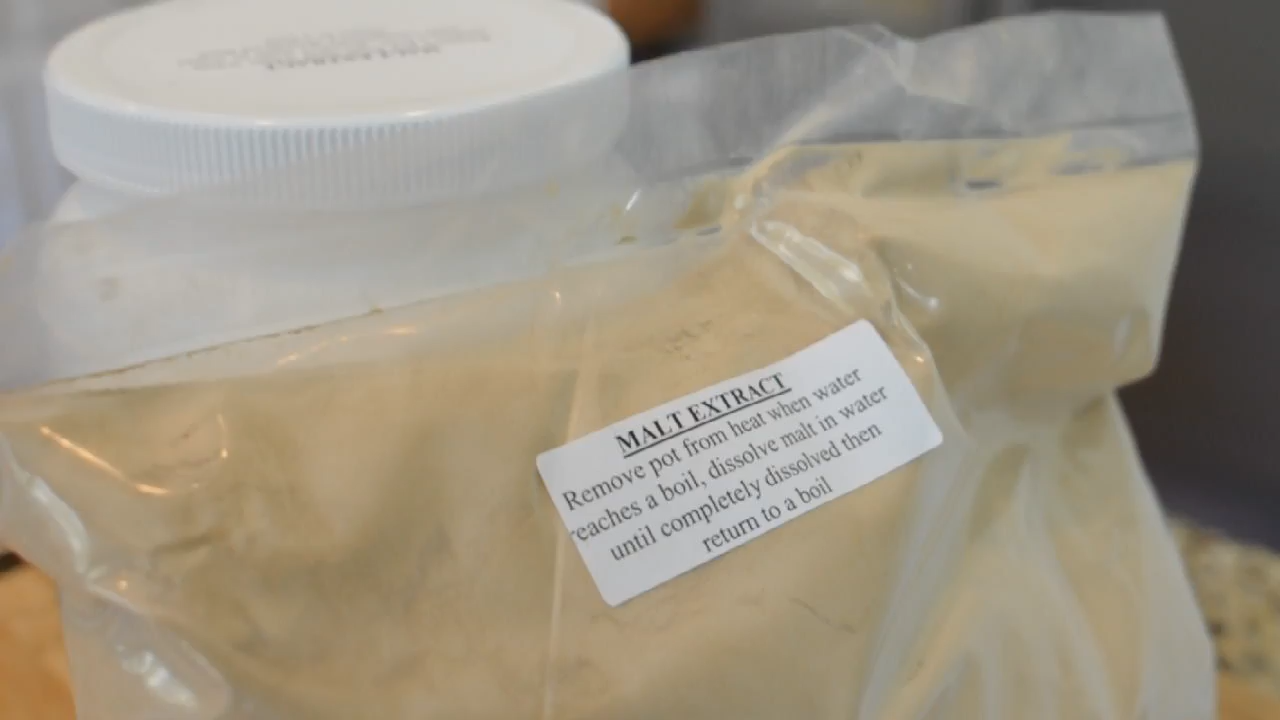 MALT EXTRACT
Remove pot from heat when water
reaches a boil, dissolve malt in water
until completely dissolved then
return to a boil